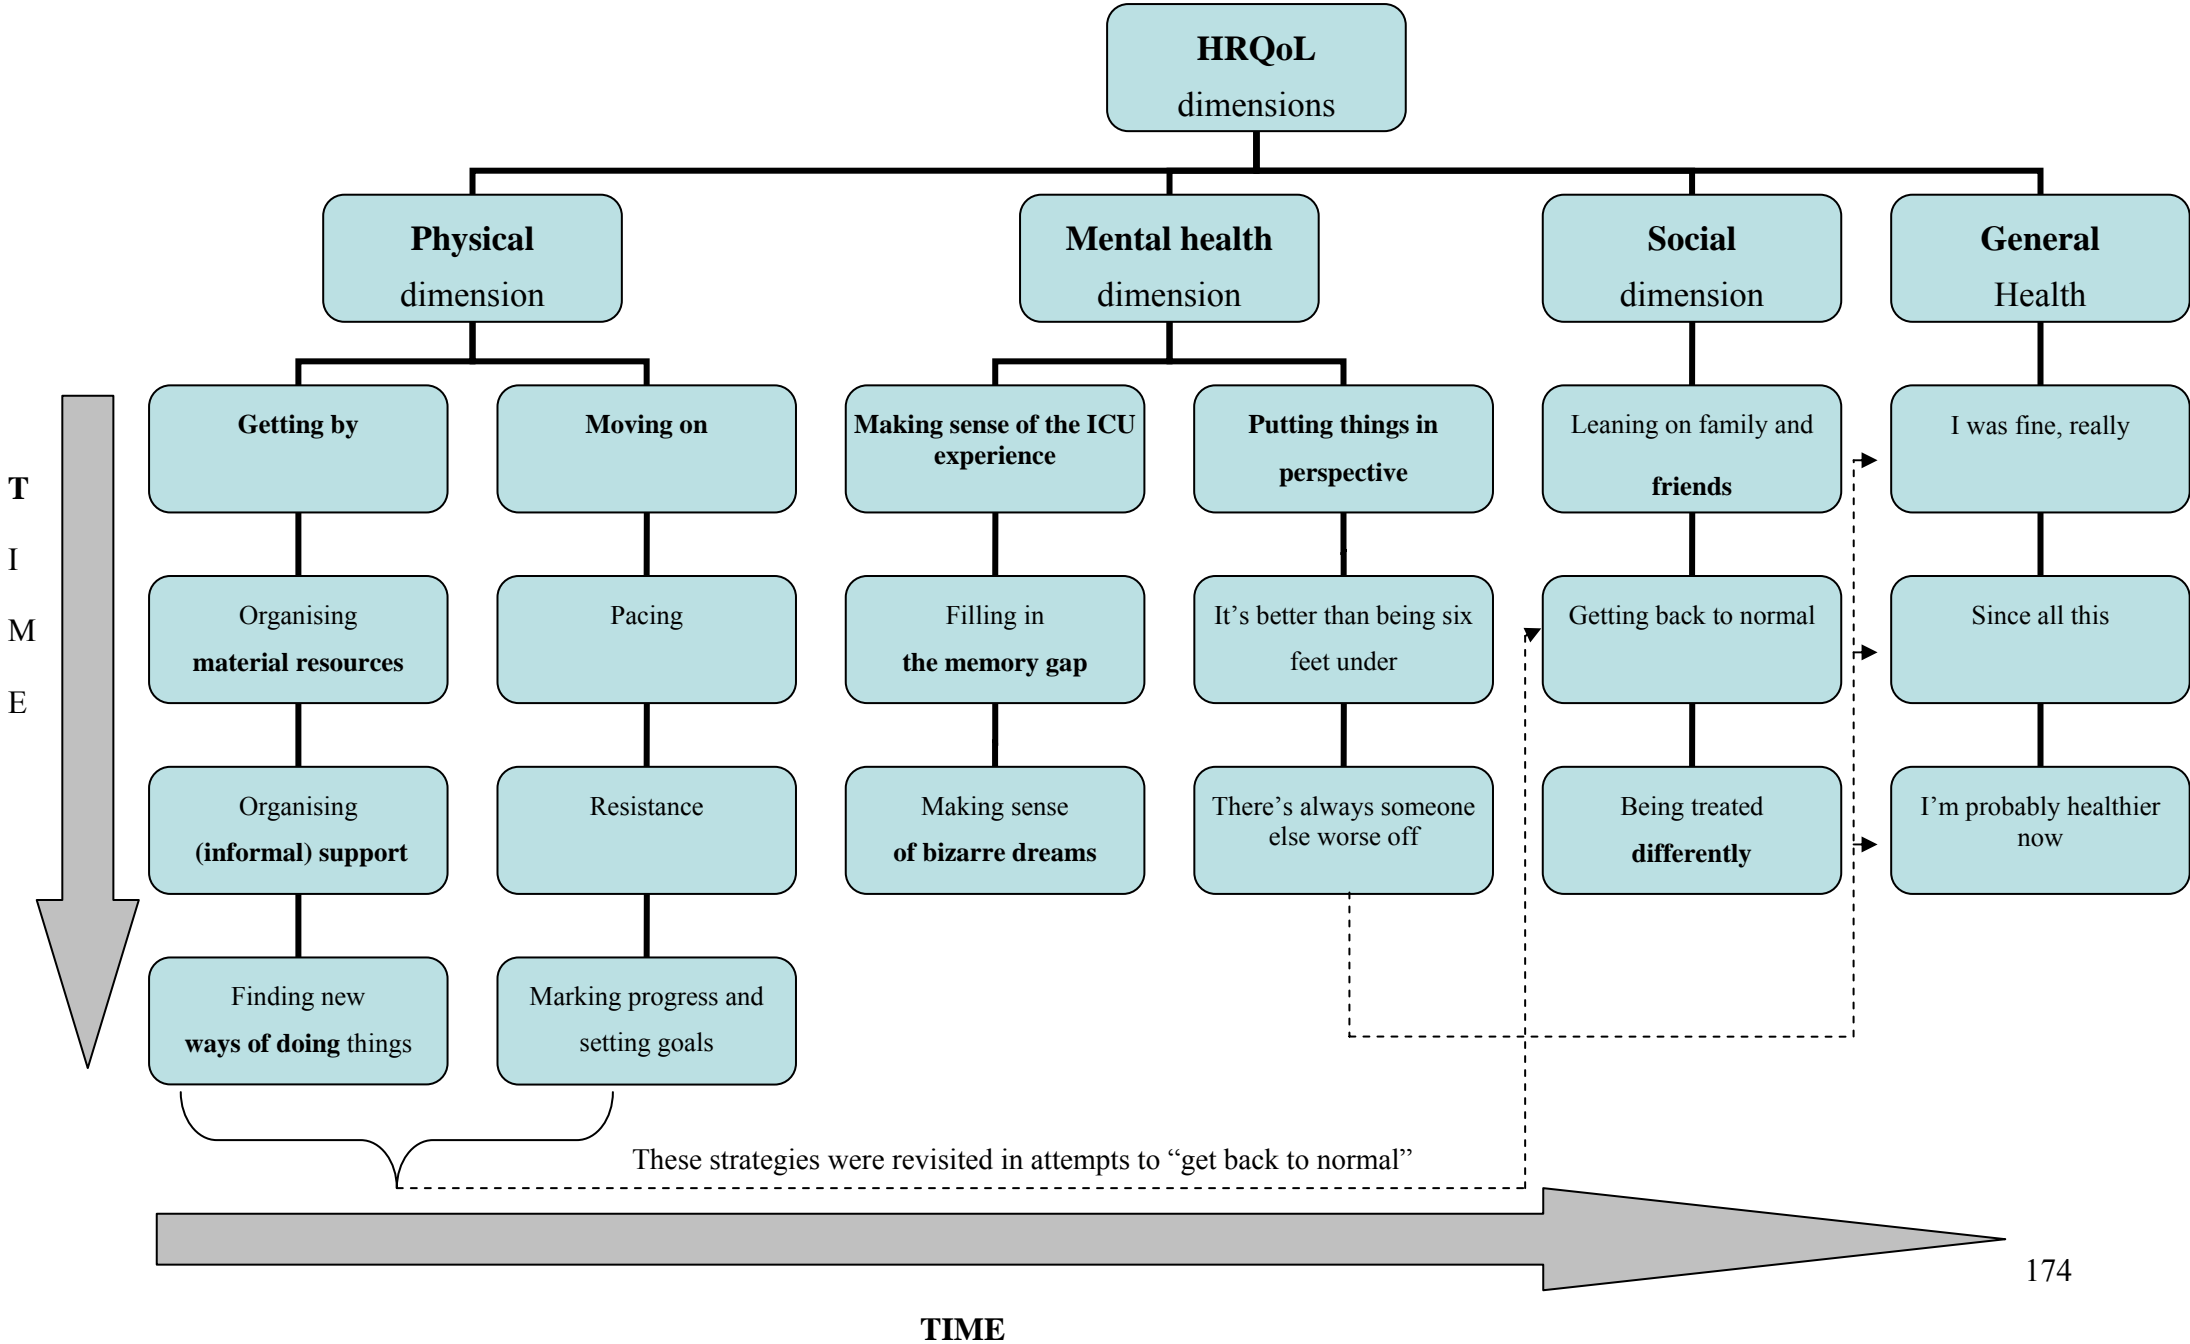 HRQoL
dimensions
Physical
dimension
Mental health
dimension
Social
dimension
General
Health
T
I
M
E
Getting by
Organising
material resources
Organising
(informal) support
Finding new
ways of doing things
Moving on
Pacing
Resistance
Marking progress and
setting goals
Making sense of the ICU
experience
Filling in
the memory gap
Making sense
of bizarre dreams
Putting things in
perspective
It’s better than being six
feet under
There’s always someone
else worse off
Leaning on family and
friends
Getting back to normal
Being treated
differently
I was fine, really
Since all this
I’m probably healthier
now
These strategies were revisited in attempts to “get back to normal”
174
TIME